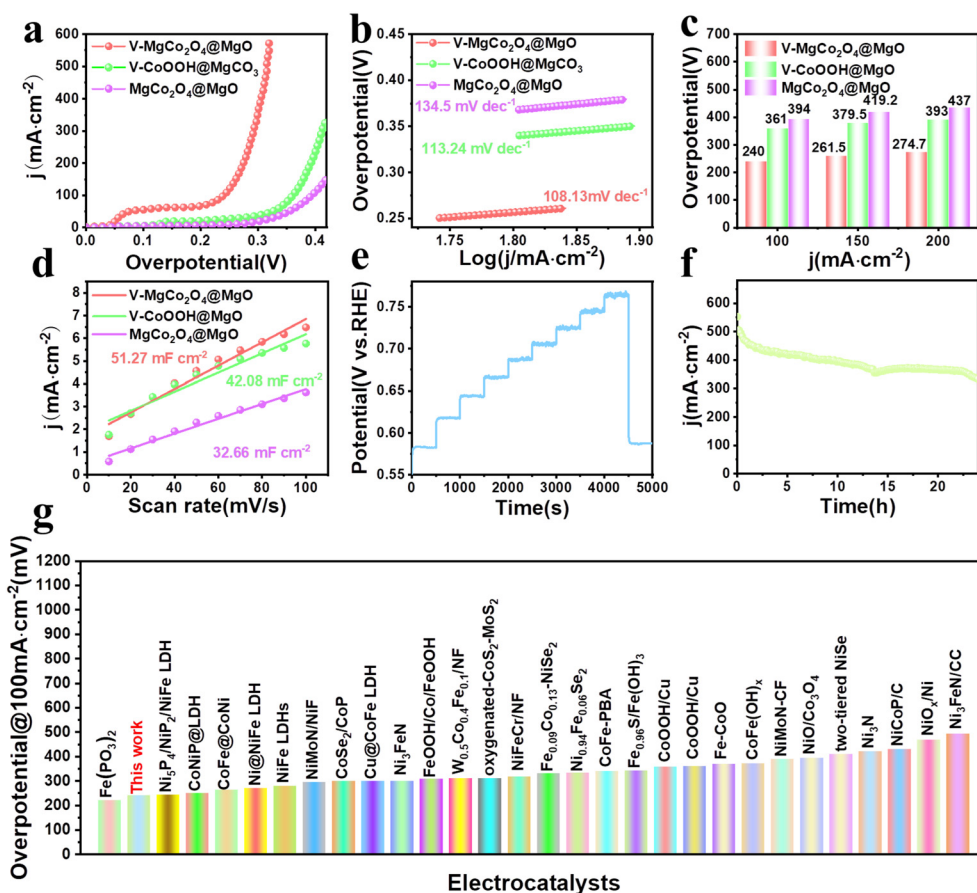 a
600
500
400
300
200
100
0
j (mA·cm⁻²)
V-MgCo₂O₄@MgO
V-CoOOH@MgCO₃
MgCo₂O₄@MgO
0.0 0.1 0.2 0.3 0.4
Overpotential(V)
b
0.45
0.40
0.35
0.30
0.25
Overpotential(V)
V-MgCo₂O₄@MgO
V-CoOOH@MgCO₃
MgCo₂O₄@MgO
134.5 mV dec⁻¹
113.24 mV dec⁻¹
108.13mV dec⁻¹
1.75 1.80 1.85 1.90
Log(j/mA·cm⁻²)
c
700
600
500
400
300
200
100
0
Overpotential(V)
V-MgCo₂O₄@MgO
V-CoOOH@MgO
MgCo₂O₄@MgO
240 361 394
261.5 379.5 419.2
274.7 393 437
100 150 200
j(mA·cm⁻²)
d
8
7
6
5
4
3
2
1
0
j (mA·cm⁻²)
V-MgCo₂O₄@MgO
V-CoOOH@MgO
MgCo₂O₄@MgO
51.27 mF cm⁻²
42.08 mF cm⁻²
32.66 mF cm⁻²
0 20 40 60 80 100
Scan rate(mV/s)
e
0.75
0.70
0.65
0.60
0.55
Potential(V vs.RHE)
0 1000 2000 3000 4000 5000
Time(s)
f
600
500
400
300
200
100
0
j(mA·cm⁻²)
0 5 10 15 20
Time(h)
g
1200
1100
1000
900
800
700
600
500
400
300
200
100
0
Overpotential@100mA·cm⁻²(mV)
Fe(PO₃)₂
This work
Ni₅P₄/NiP₂/NiFe LDH
CoNiP@LDH
CoFe@CoNi
Ni@NiFe LDH
NiFe LDHs
NiMoN/NiF
CoSe₂/CoP
Cu@CoFe LDH
Ni₃FeN
FeOOH/Co/FeOOH
W₀.₅Co₀.₄Fe₀.₁/NF
oxygenated-CoS₂-MoS₂
NiFeCr/NF
Fe₀.₀₉Co₀.₁₃-NiSe₂
Ni₀.₉₄Fe₀.₀₆Se₂
CoFe-PBA
Fe₀.₉₆S/Fe(OH)₃
CoOOH/Cu
CoOOH/Cu
Fe-CoO
CoFe(OH)ₓ
NiMoN-CF
NiO/Co₃O₄
two-tiered NiSe
Ni₃N
NiCoP/C
NiOₓ/Ni
Ni₃FeN/CC
Electrocatalysts